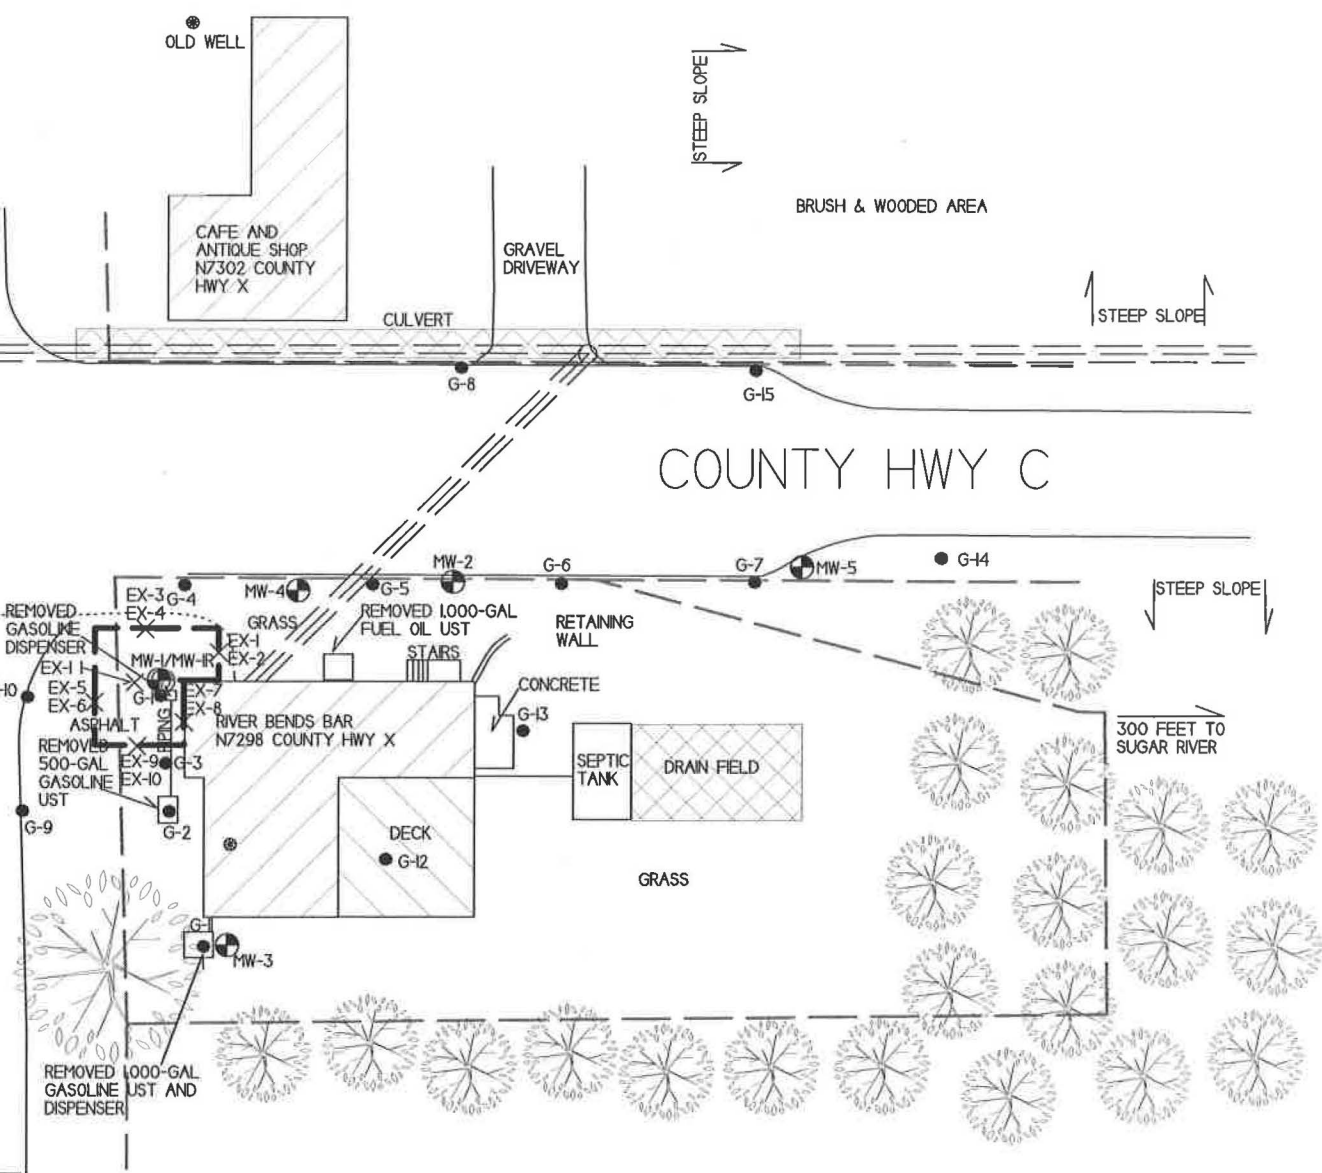 OLD WELL
STEEP SLOPE
BRUSH & WOODED AREA
CAFE AND
ANTIQUE SHOP
N7302 COUNTY
HWY X
GRAVEL
DRIVEWAY
STEEP SLOPE
CULVERT
G-8
G-15
COUNTY HWY C
MW-2
G-6
G-7
MW-5
G-14
MW-4
G-5
EX-3
G-4
EX-4
STEEP SLOPE
REMOVED
GASOLINE
DISPENSER
GRASS
REMOVED 1,000-GAL
FUEL OIL UST
RETAINING
WALL
EX-1
EX-2
STAIRS
MW-1/MW-1R
EX-11
EX-5
EX-6
EX-7
EX-8
-10
CONCRETE
G-13
ASPHALT
PIPING
RIVER BENDS BAR
N7298 COUNTY HWY X
300 FEET TO
SUGAR RIVER
REMOVED
500-GAL
GASOLINE
UST
EX-9
EX-10
G-3
SEPTIC
TANK
DRAIN FIELD
G-9
G-2
DECK
G-12
GRASS
G-1
MW-3
REMOVED 1,000-GAL
GASOLINE UST AND
DISPENSER